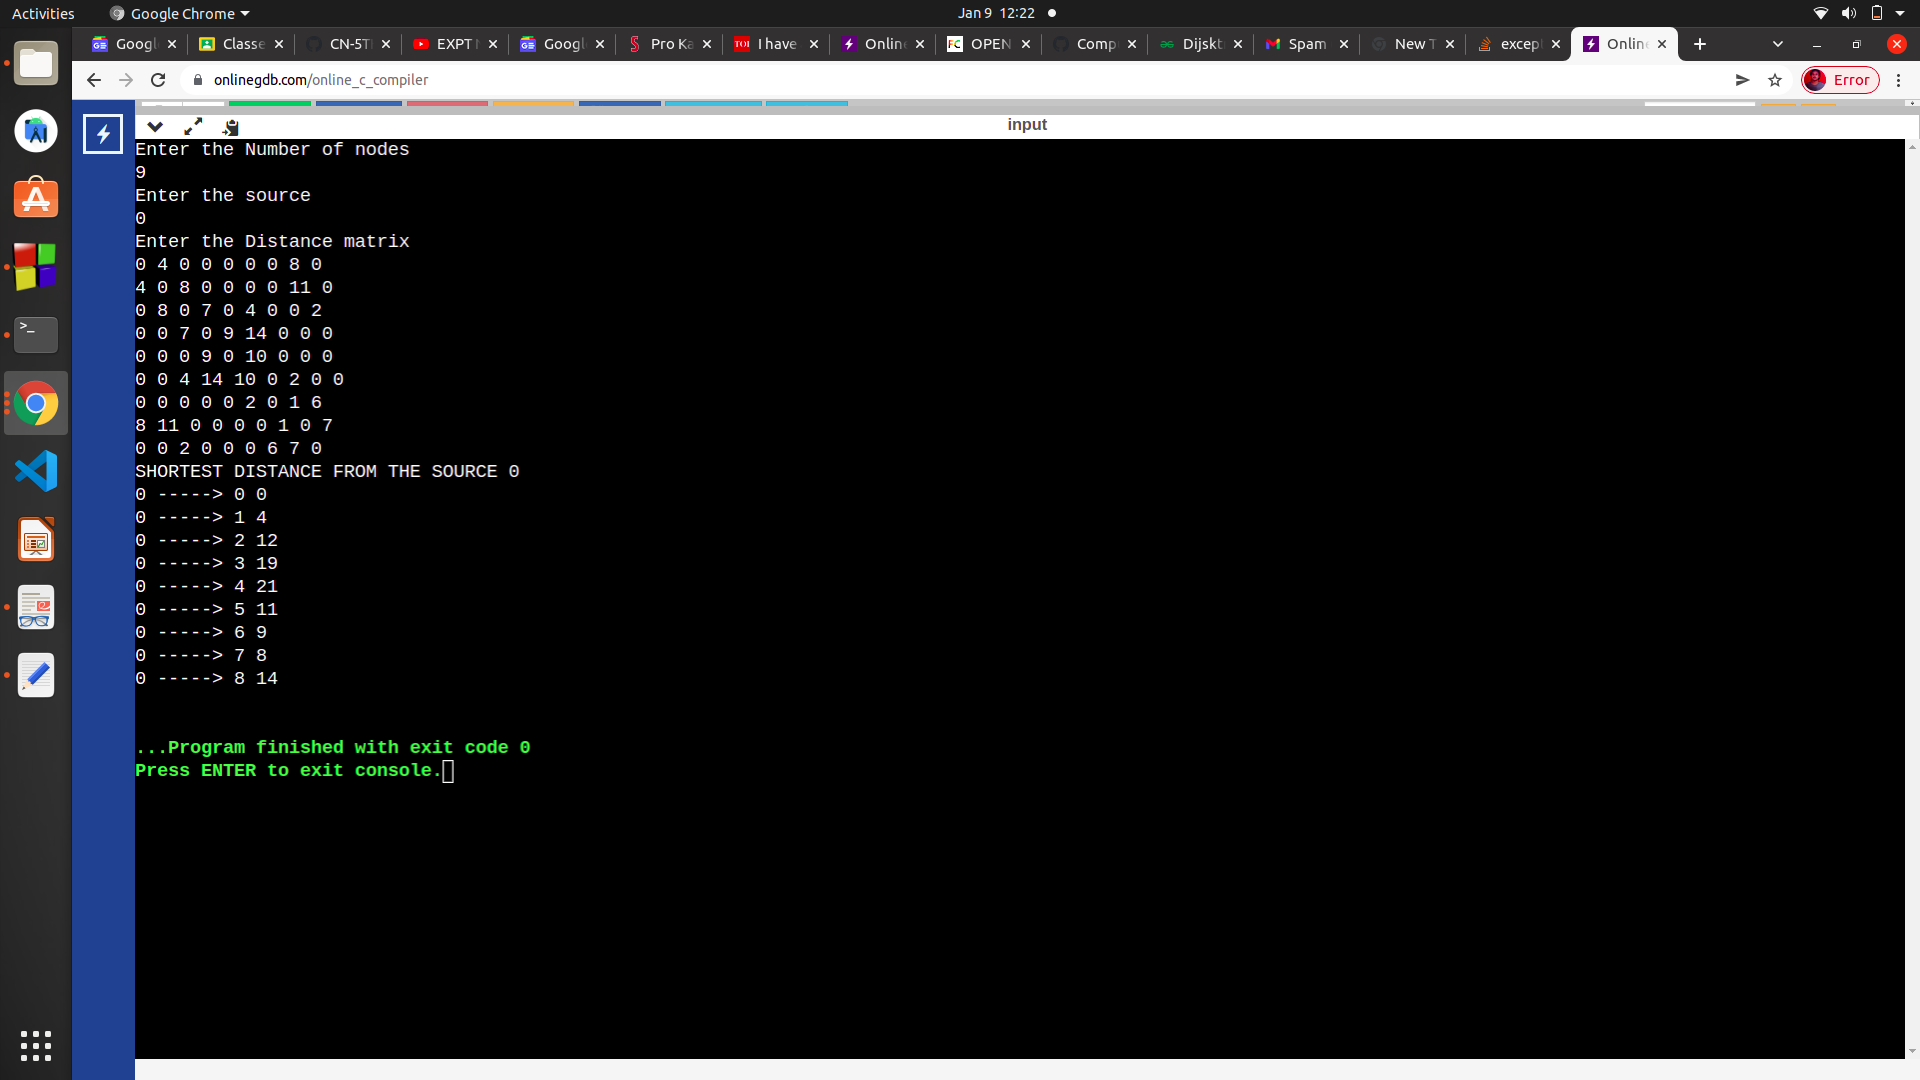 Activities
Google Chrome
Jan 9 12:22
Googl
Classe
CN-5T
EXPT
Googl
Pro Ka
TOI I have
Online
FC OPEN
Comp
Dijskt
Spam
New T
excep
Online
onlinegdb.com/online_c_compiler
Error
input
Enter the Number of nodes
9
Enter the source
0
Enter the Distance matrix
0 4 0 0 0 0 0 8 0
4 0 8 0 0 0 0 11 0
0 8 0 7 0 4 0 0 2
0 0 7 0 9 14 0 0 0
0 0 0 9 0 10 0 0 0
0 0 4 14 10 0 2 0 0
0 0 0 0 0 2 0 1 6
8 11 0 0 0 0 1 0 7
0 0 2 0 0 0 6 7 0
SHORTEST DISTANCE FROM THE SOURCE 0
0 -----> 0 0
0 -----> 1 4
0 -----> 2 12
0 -----> 3 19
0 -----> 4 21
0 -----> 5 11
0 -----> 6 9
0 -----> 7 8
0 -----> 8 14
...Program finished with exit code 0
Press ENTER to exit console.